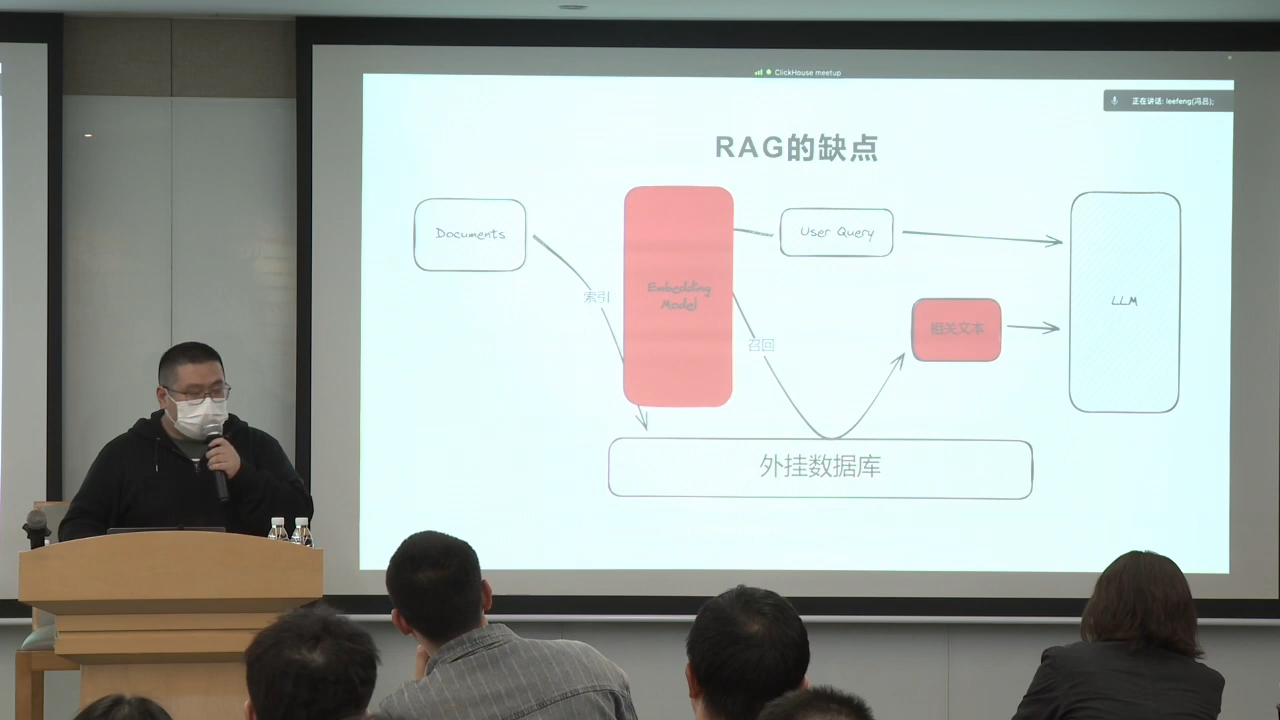 ClickHouse meetup
正在讲话: leefeng(冯吕);
RAG的缺点
Documents
索引
Embedding
Model
User Query
召回
相关文本
LLM
外挂数据库